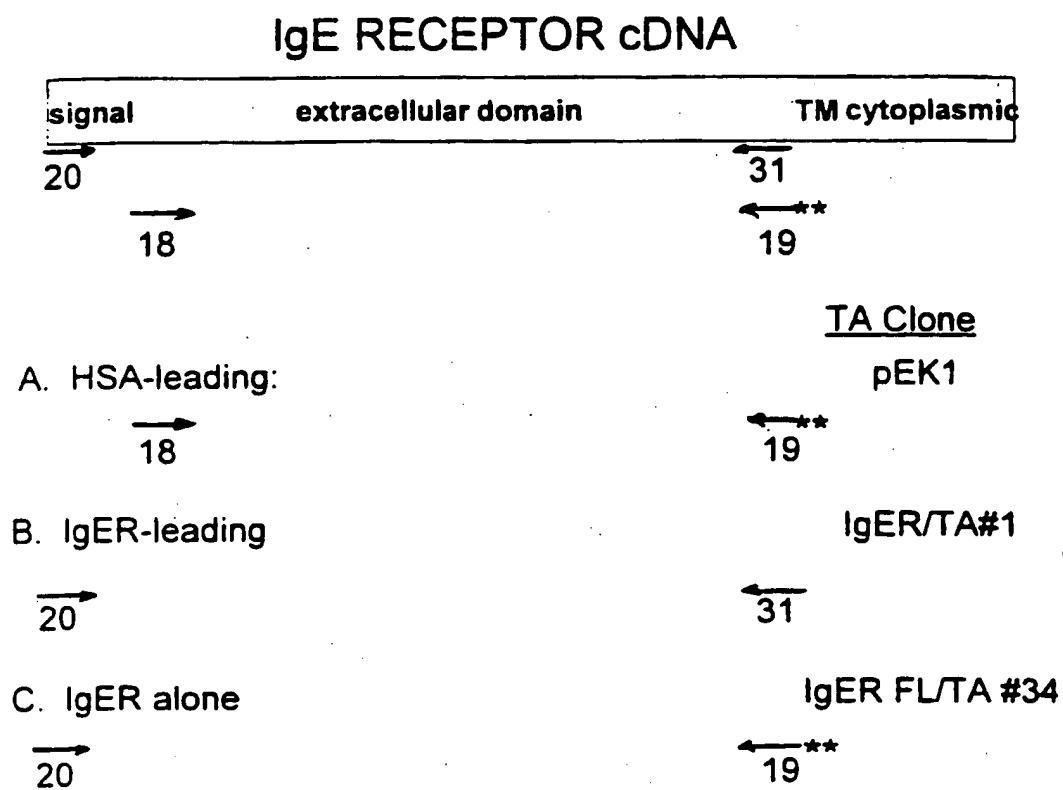 IgE RECEPTOR cDNA
signal extracellular domain TM cytoplasmic
20 31
18 19 **
TA Clone
A. HSA-leading: pEK1
18 19 **
B. IgER-leading IgER/TA#1
20 31
C. IgER alone IgER FL/TA #34
20 19 **